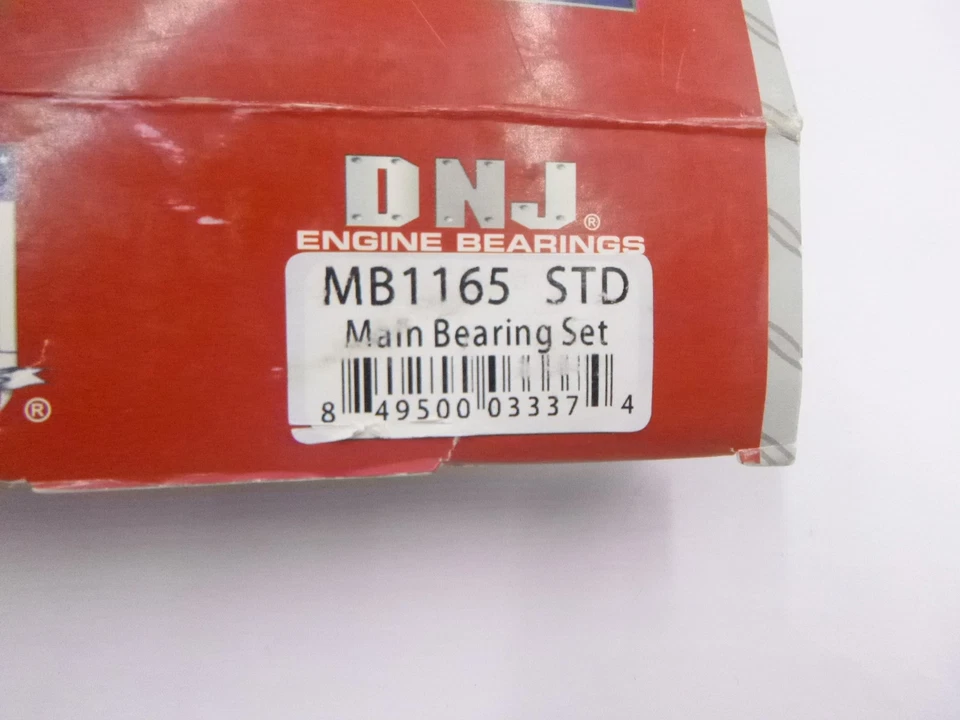 DNJ®
ENGINE BEARINGS
MB1165 STD
Main Bearing Set
8 49500 03337 4
®